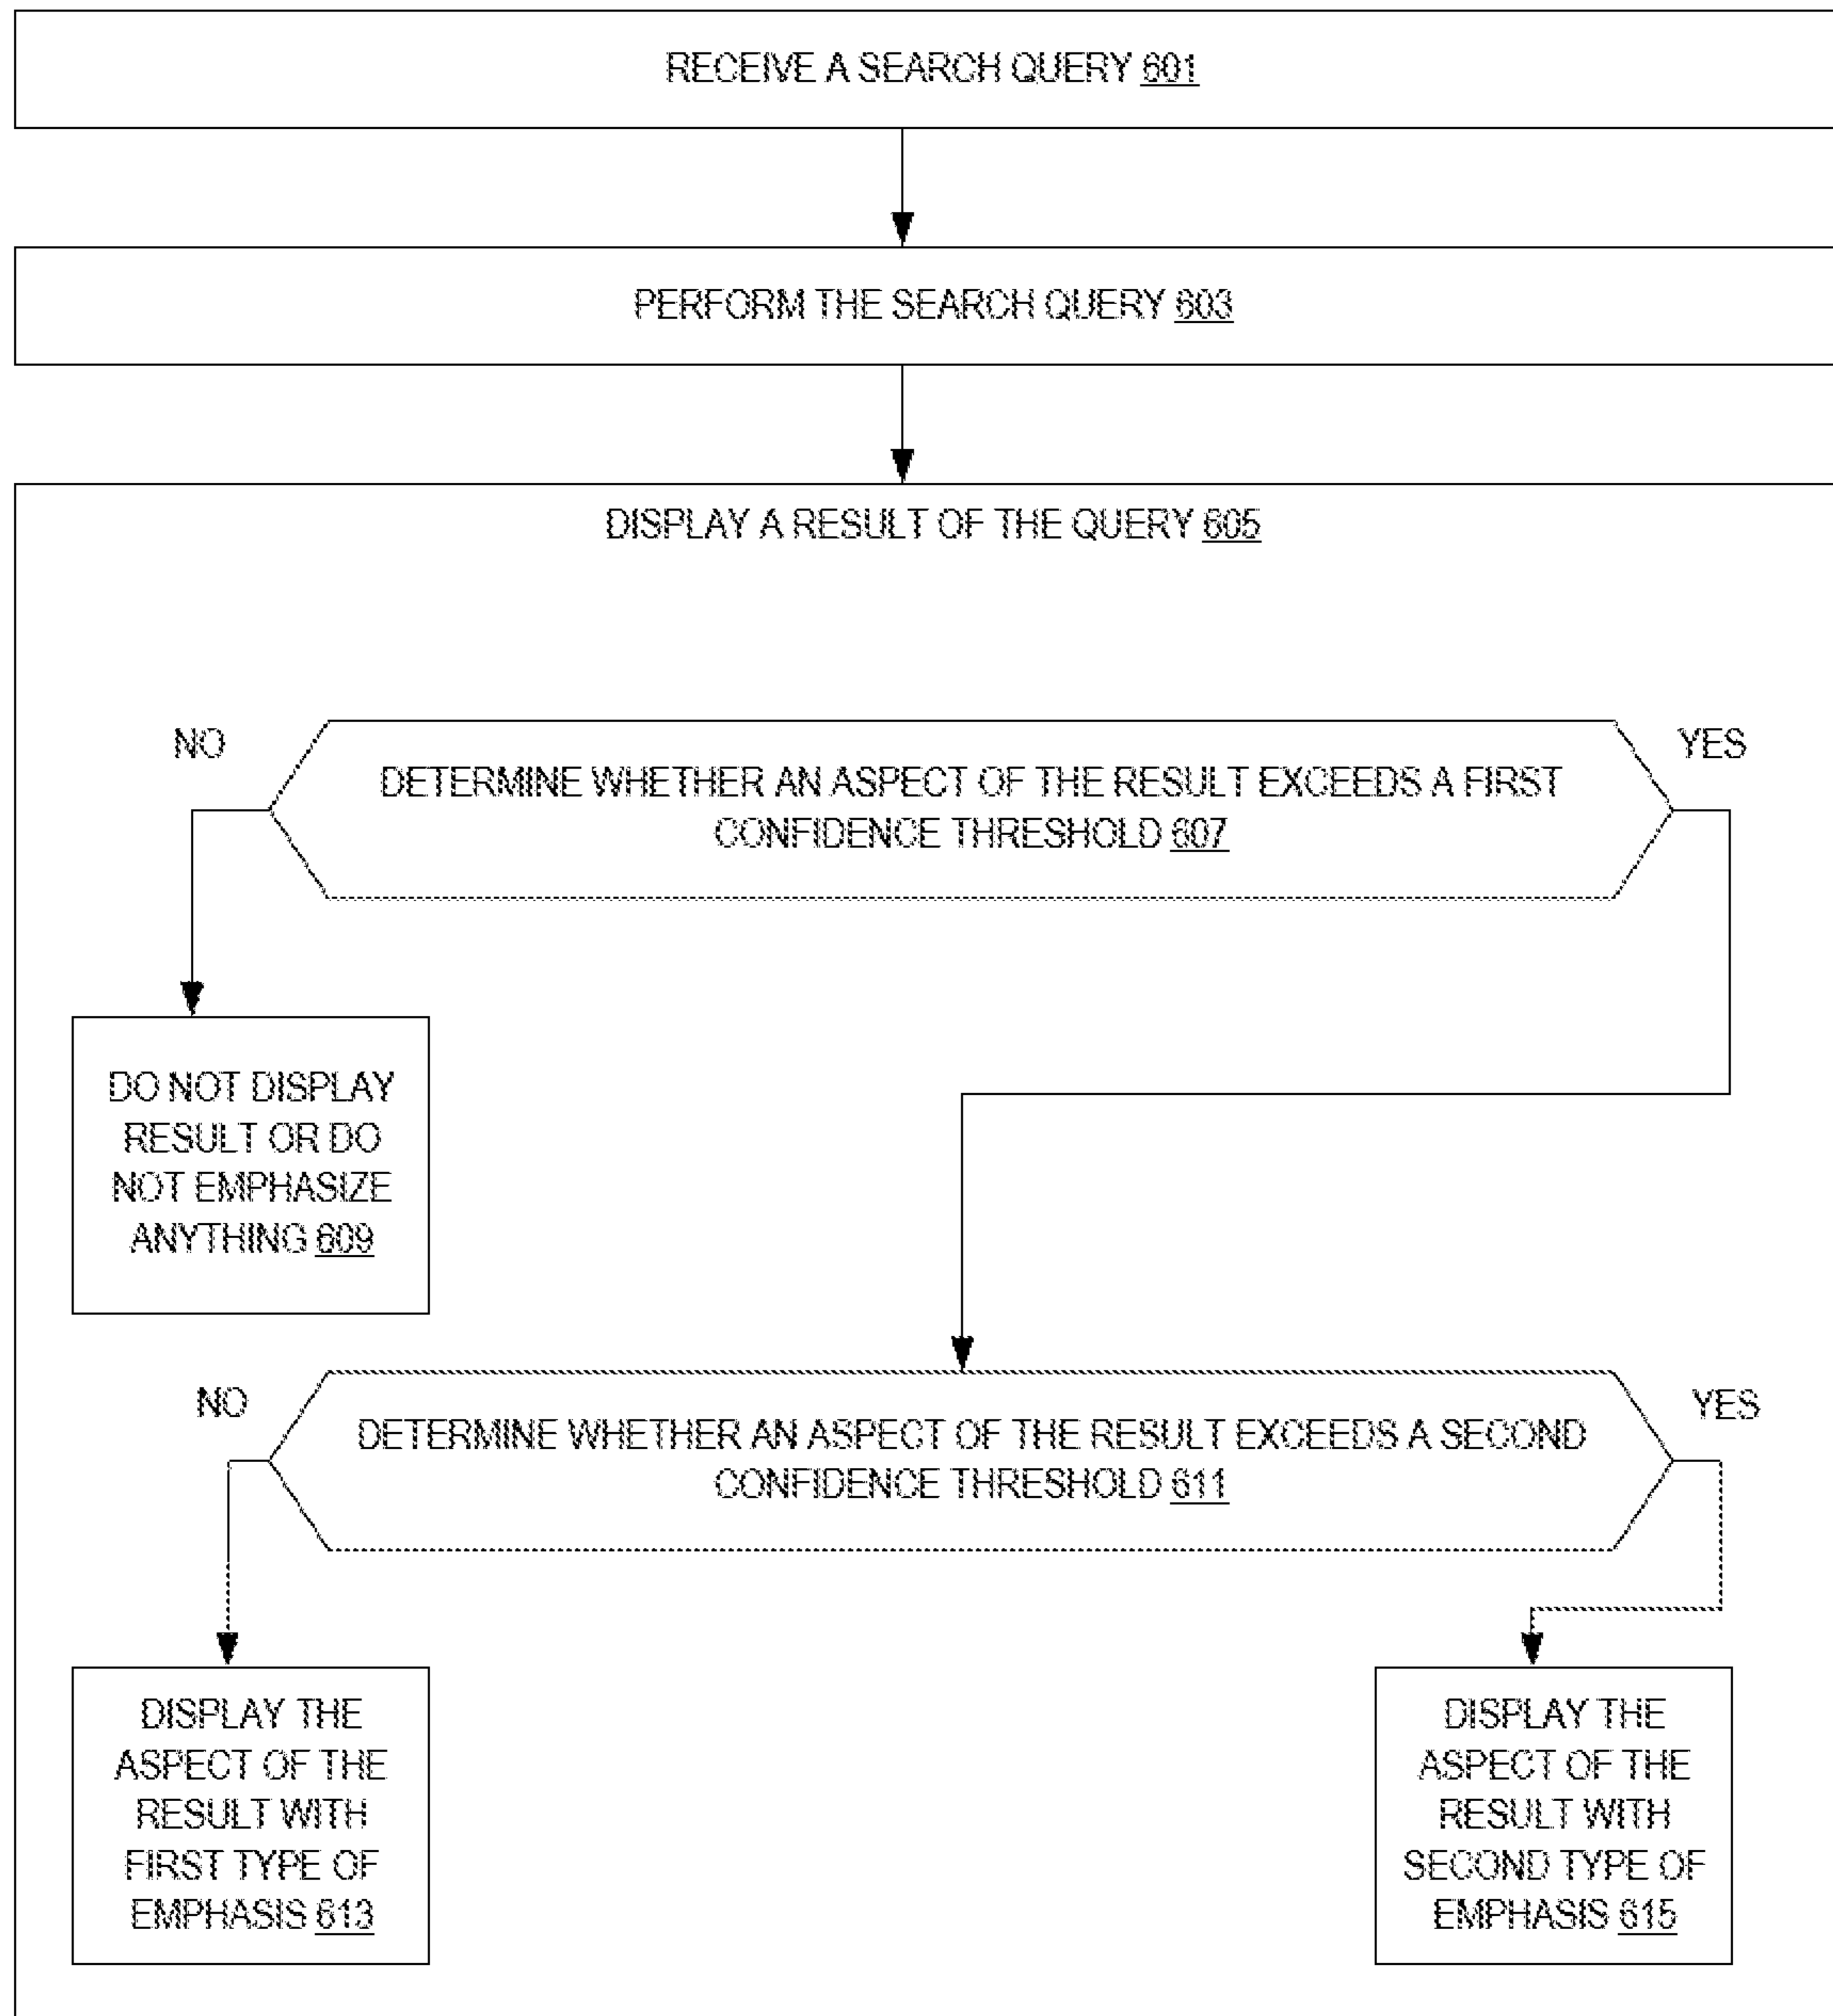 RECEIVE A SEARCH QUERY 601
PERFORM THE SEARCH QUERY 603
DISPLAY A RESULT OF THE QUERY 605
NO
YES
DETERMINE WHETHER AN ASPECT OF THE RESULT EXCEEDS A FIRST
CONFIDENCE THRESHOLD 607
DO NOT DISPLAY
RESULT OR DO
NOT EMPHASIZE
ANYTHING 609
NO
YES
DETERMINE WHETHER AN ASPECT OF THE RESULT EXCEEDS A SECOND
CONFIDENCE THRESHOLD 611
DISPLAY THE
ASPECT OF THE
RESULT WITH
FIRST TYPE OF
EMPHASIS 613
DISPLAY THE
ASPECT OF THE
RESULT WITH
SECOND TYPE OF
EMPHASIS 615